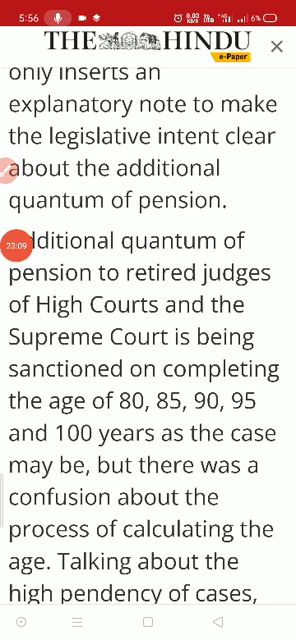 5:56
6%
THE HINDU
e-Paper
only inserts an
explanatory note to make
the legislative intent clear
about the additional
quantum of pension.
23:09
ditional quantum of
pension to retired judges
of High Courts and the
Supreme Court is being
sanctioned on completing
the age of 80, 85, 90, 95
and 100 years as the case
may be, but there was a
confusion about the
process of calculating the
age. Talking about the
high pendency of cases,